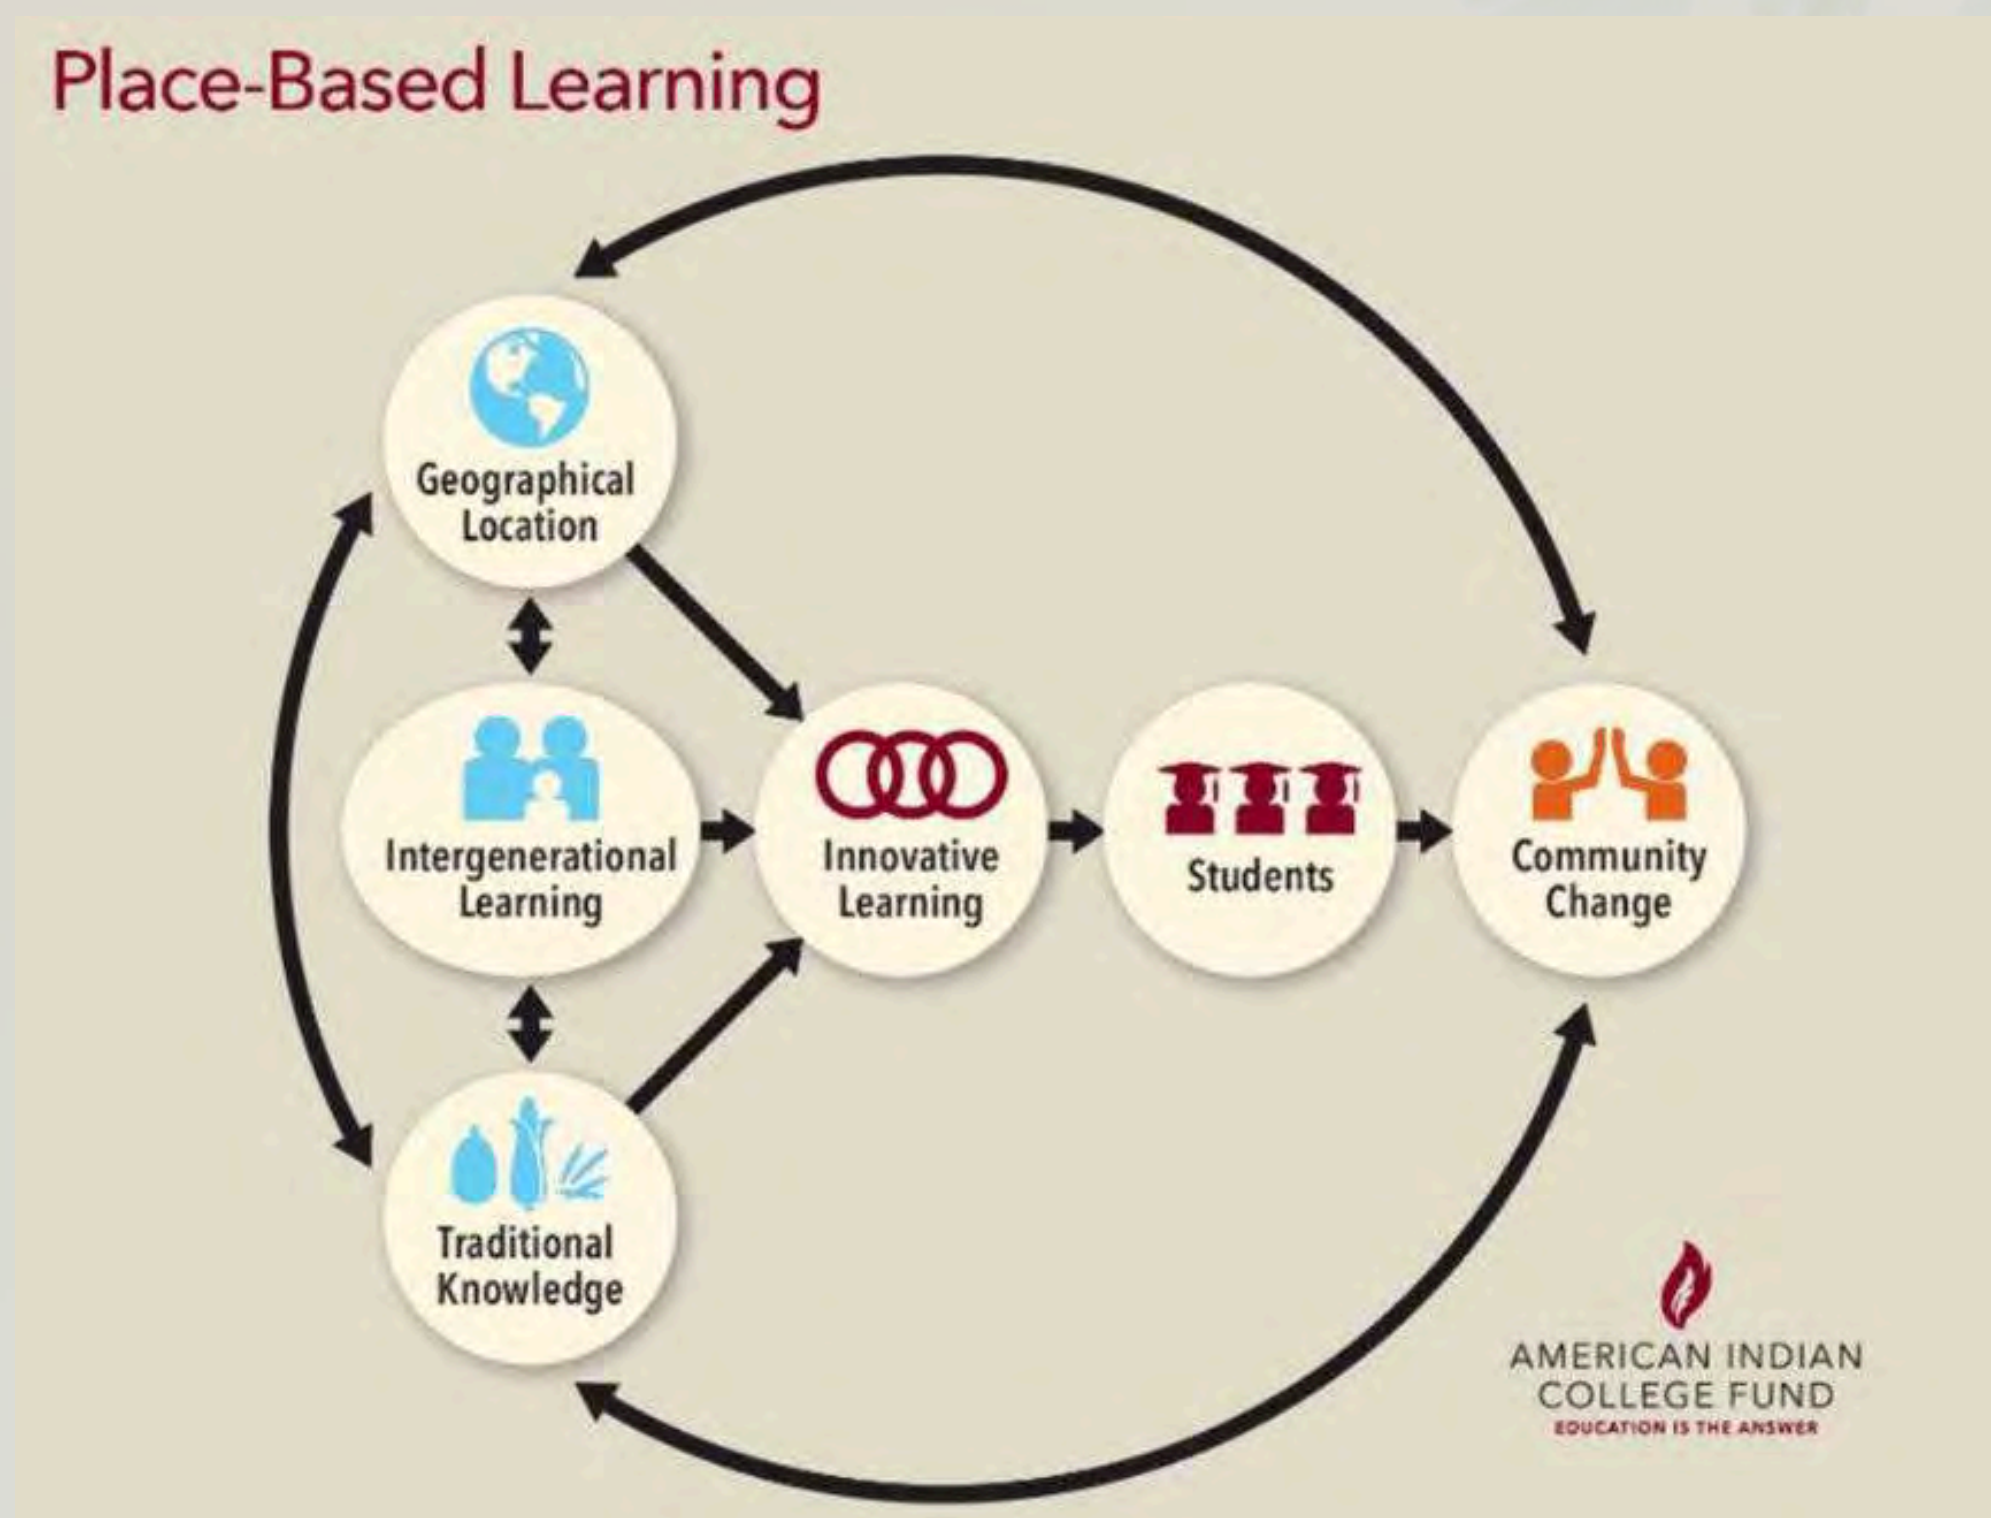 Place-Based Learning
Geographical
Location
Intergenerational
Learning
Innovative
Learning
Students
Community
Change
Traditional
Knowledge
AMERICAN INDIAN
COLLEGE FUND
EDUCATION IS THE ANSWER